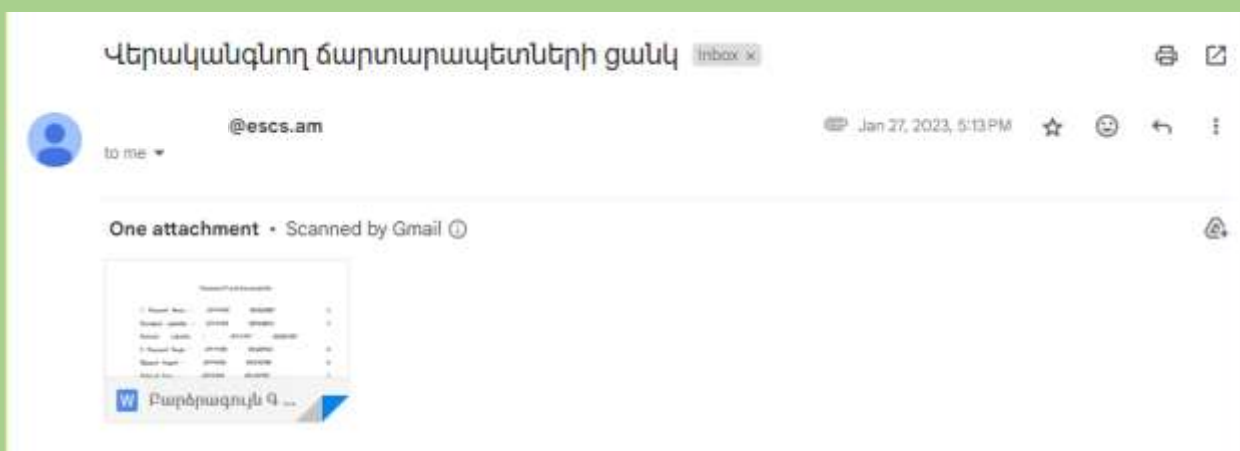 Վերականգնող ճարտարապետների ցանկ Inbox ×
@escs.am
Jan 27, 2023, 5:13 PM
to me
One attachment • Scanned by Gmail
W Բարձրագույն Գ ...